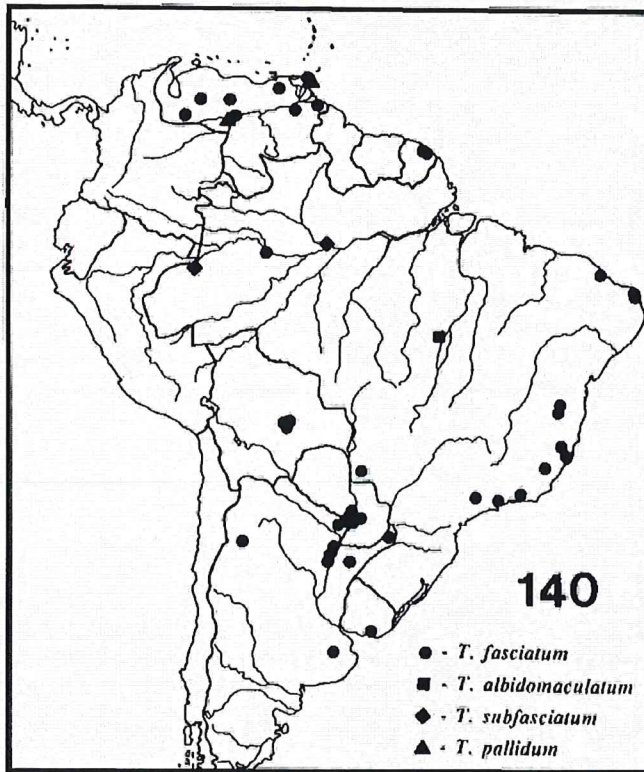 140
● - T. fasciatum
■ - T. albidomaculatum
◆ - T. subfasciatum
▲ - T. pallidum